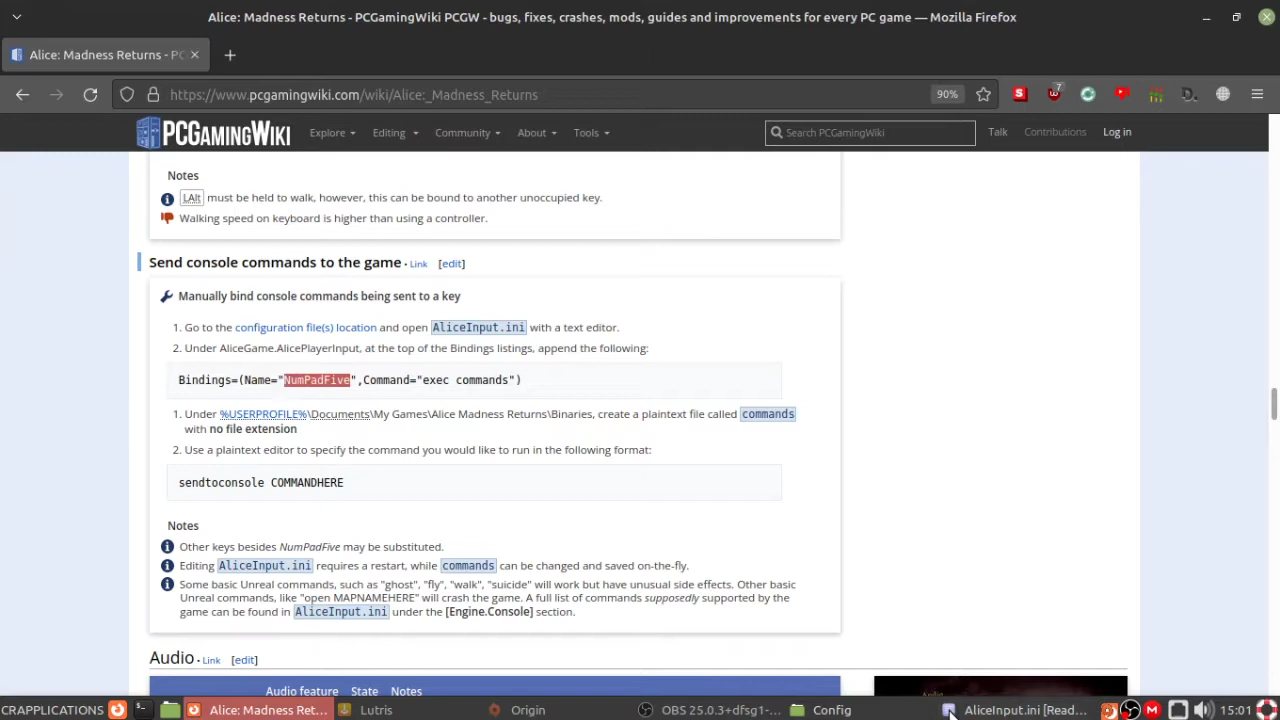 Alice: Madness Returns - PCGamingWiki PCGW - bugs, fixes, crashes, mods, guides and improvements for every PC game — Mozilla Firefox
Alice: Madness Returns - PC
https://www.pcgamingwiki.com/wiki/Alice:_Madness_Returns
90%
7
PCGamingWiki
Explore
Editing
Community
About
Tools
Search PCGamingWiki
Talk
Contributions
Log in
Notes
LAlt must be held to walk, however, this can be bound to another unoccupied key.
Walking speed on keyboard is higher than using a controller.
Send console commands to the game · Link [edit]
Manually bind console commands being sent to a key
1. Go to the configuration file(s) location and open AliceInput.ini with a text editor.
2. Under AliceGame.AlicePlayerInput, at the top of the Bindings listings, append the following:
Bindings=(Name="NumPadFive",Command="exec commands")
1. Under %USERPROFILE%\Documents\My Games\Alice Madness Returns\Binaries, create a plaintext file called commands
with no file extension
2. Use a plaintext editor to specify the command you would like to run in the following format:
sendtoconsole COMMANDHERE
Notes
Other keys besides NumPadFive may be substituted.
Editing AliceInput.ini requires a restart, while commands can be changed and saved on-the-fly.
Some basic Unreal commands, such as "ghost", "fly", "walk", "suicide" will work but have unusual side effects. Other basic
Unreal commands, like "open MAPNAMEHERE" will crash the game. A full list of commands supposedly supported by the
game can be found in AliceInput.ini under the [Engine.Console] section.
Audio · Link [edit]
Audio feature State Notes
Audio
CRAPPLICATIONS
Alice: Madness Ret...
Lutris
Origin
OBS 25.0.3+dfsg1-...
Config
AliceInput.ini [Read...
15:01